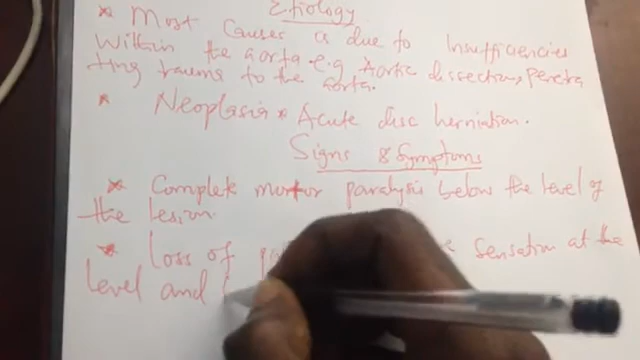 Etiology
* Most Causes is due to Insufficiencies
within the aorta e.g Aortic dissection, Penetra
ting trauma to the aorta.
* Neoplasia * Acute disc herniation.
Signs & Symptoms
* Complete motor paralysis below the level of
the lesion.
* Loss of sensation at the
level and